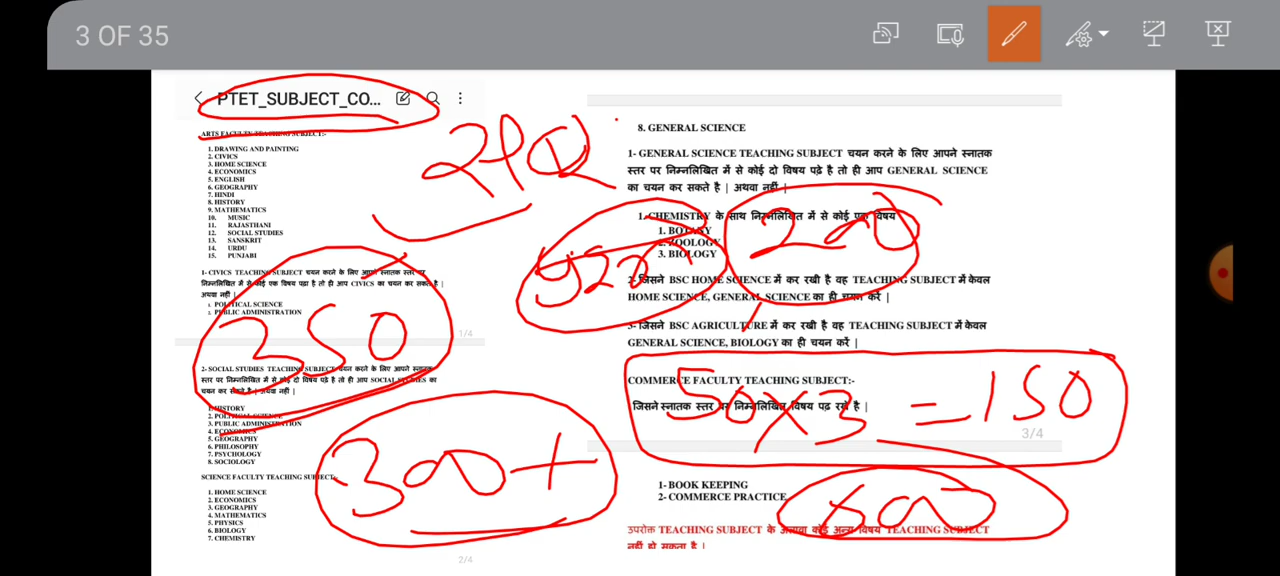 3 OF 35
PTET_SUBJECT_CO...
ARTS FACULTY TEACHING SUBJECT:-
1. DRAWING AND PAINTING
2. CIVICS
3. HOME SCIENCE
4. ECONOMICS
5. ENGLISH
6. GEOGRAPHY
7. HINDI
8. HISTORY
9. MATHEMATICS
10. MUSIC
11. RAJASTHANI
12. SOCIAL STUDIES
13. SANSKRIT
14. URDU
15. PUNJABI
1- CIVICS TEACHING SUBJECT चयन करने के लिए आपने स्नातक स्तर पर
निम्नलिखित में से कोई एक विषय पढ़ा है तो ही आप CIVICS का चयन कर सकते है |
अथवा नहीं |
1. POLITICAL SCIENCE
2. PUBLIC ADMINISTRATION
1/4
250
2- SOCIAL STUDIES TEACHING SUBJECT चयन करने के लिए आपने स्नातक
स्तर पर निम्नलिखित में से कोई दो विषय पढ़े है तो ही आप SOCIAL STUDIES का
चयन कर सकते है | अथवा नहीं |
1. HISTORY
2. POLITICAL SCIENCE
3. PUBLIC ADMINISTRATION
4. ECONOMICS
5. GEOGRAPHY
6. PHILOSOPHY
7. PSYCHOLOGY
8. SOCIOLOGY
300+
SCIENCE FACULTY TEACHING SUBJECT:
1. HOME SCIENCE
2. ECONOMICS
3. GEOGRAPHY
4. MATHEMATICS
5. PHYSICS
6. BIOLOGY
7. CHEMISTRY
2/4
8. GENERAL SCIENCE
1- GENERAL SCIENCE TEACHING SUBJECT चयन करने के लिए आपने स्नातक
स्तर पर निम्नलिखित में से कोई दो विषय पढ़े है तो ही आप GENERAL SCIENCE
का चयन कर सकते है | अथवा नहीं |
1. CHEMISTRY के साथ निम्नलिखित में से कोई एक विषय
1. BOTANY
2. ZOOLOGY
3. BIOLOGY
200
2- जिसने BSC HOME SCIENCE में कर रखी है वह TEACHING SUBJECT में केवल
HOME SCIENCE, GENERAL SCIENCE का ही चयन करें |
3- जिसने BSC AGRICULTURE में कर रखी है वह TEACHING SUBJECT में केवल
GENERAL SCIENCE, BIOLOGY का ही चयन करें |
COMMERCE FACULTY TEACHING SUBJECT:-
जिसने स्नातक स्तर पर निम्नलिखित विषय पढ़ रखे है |
50×3=150
3/4
1- BOOK KEEPING
2- COMMERCE PRACTICE
600
उपरोक्त TEACHING SUBJECT के अलावा कोई अन्य विषय TEACHING SUBJECT
नहीं हो सकता है |